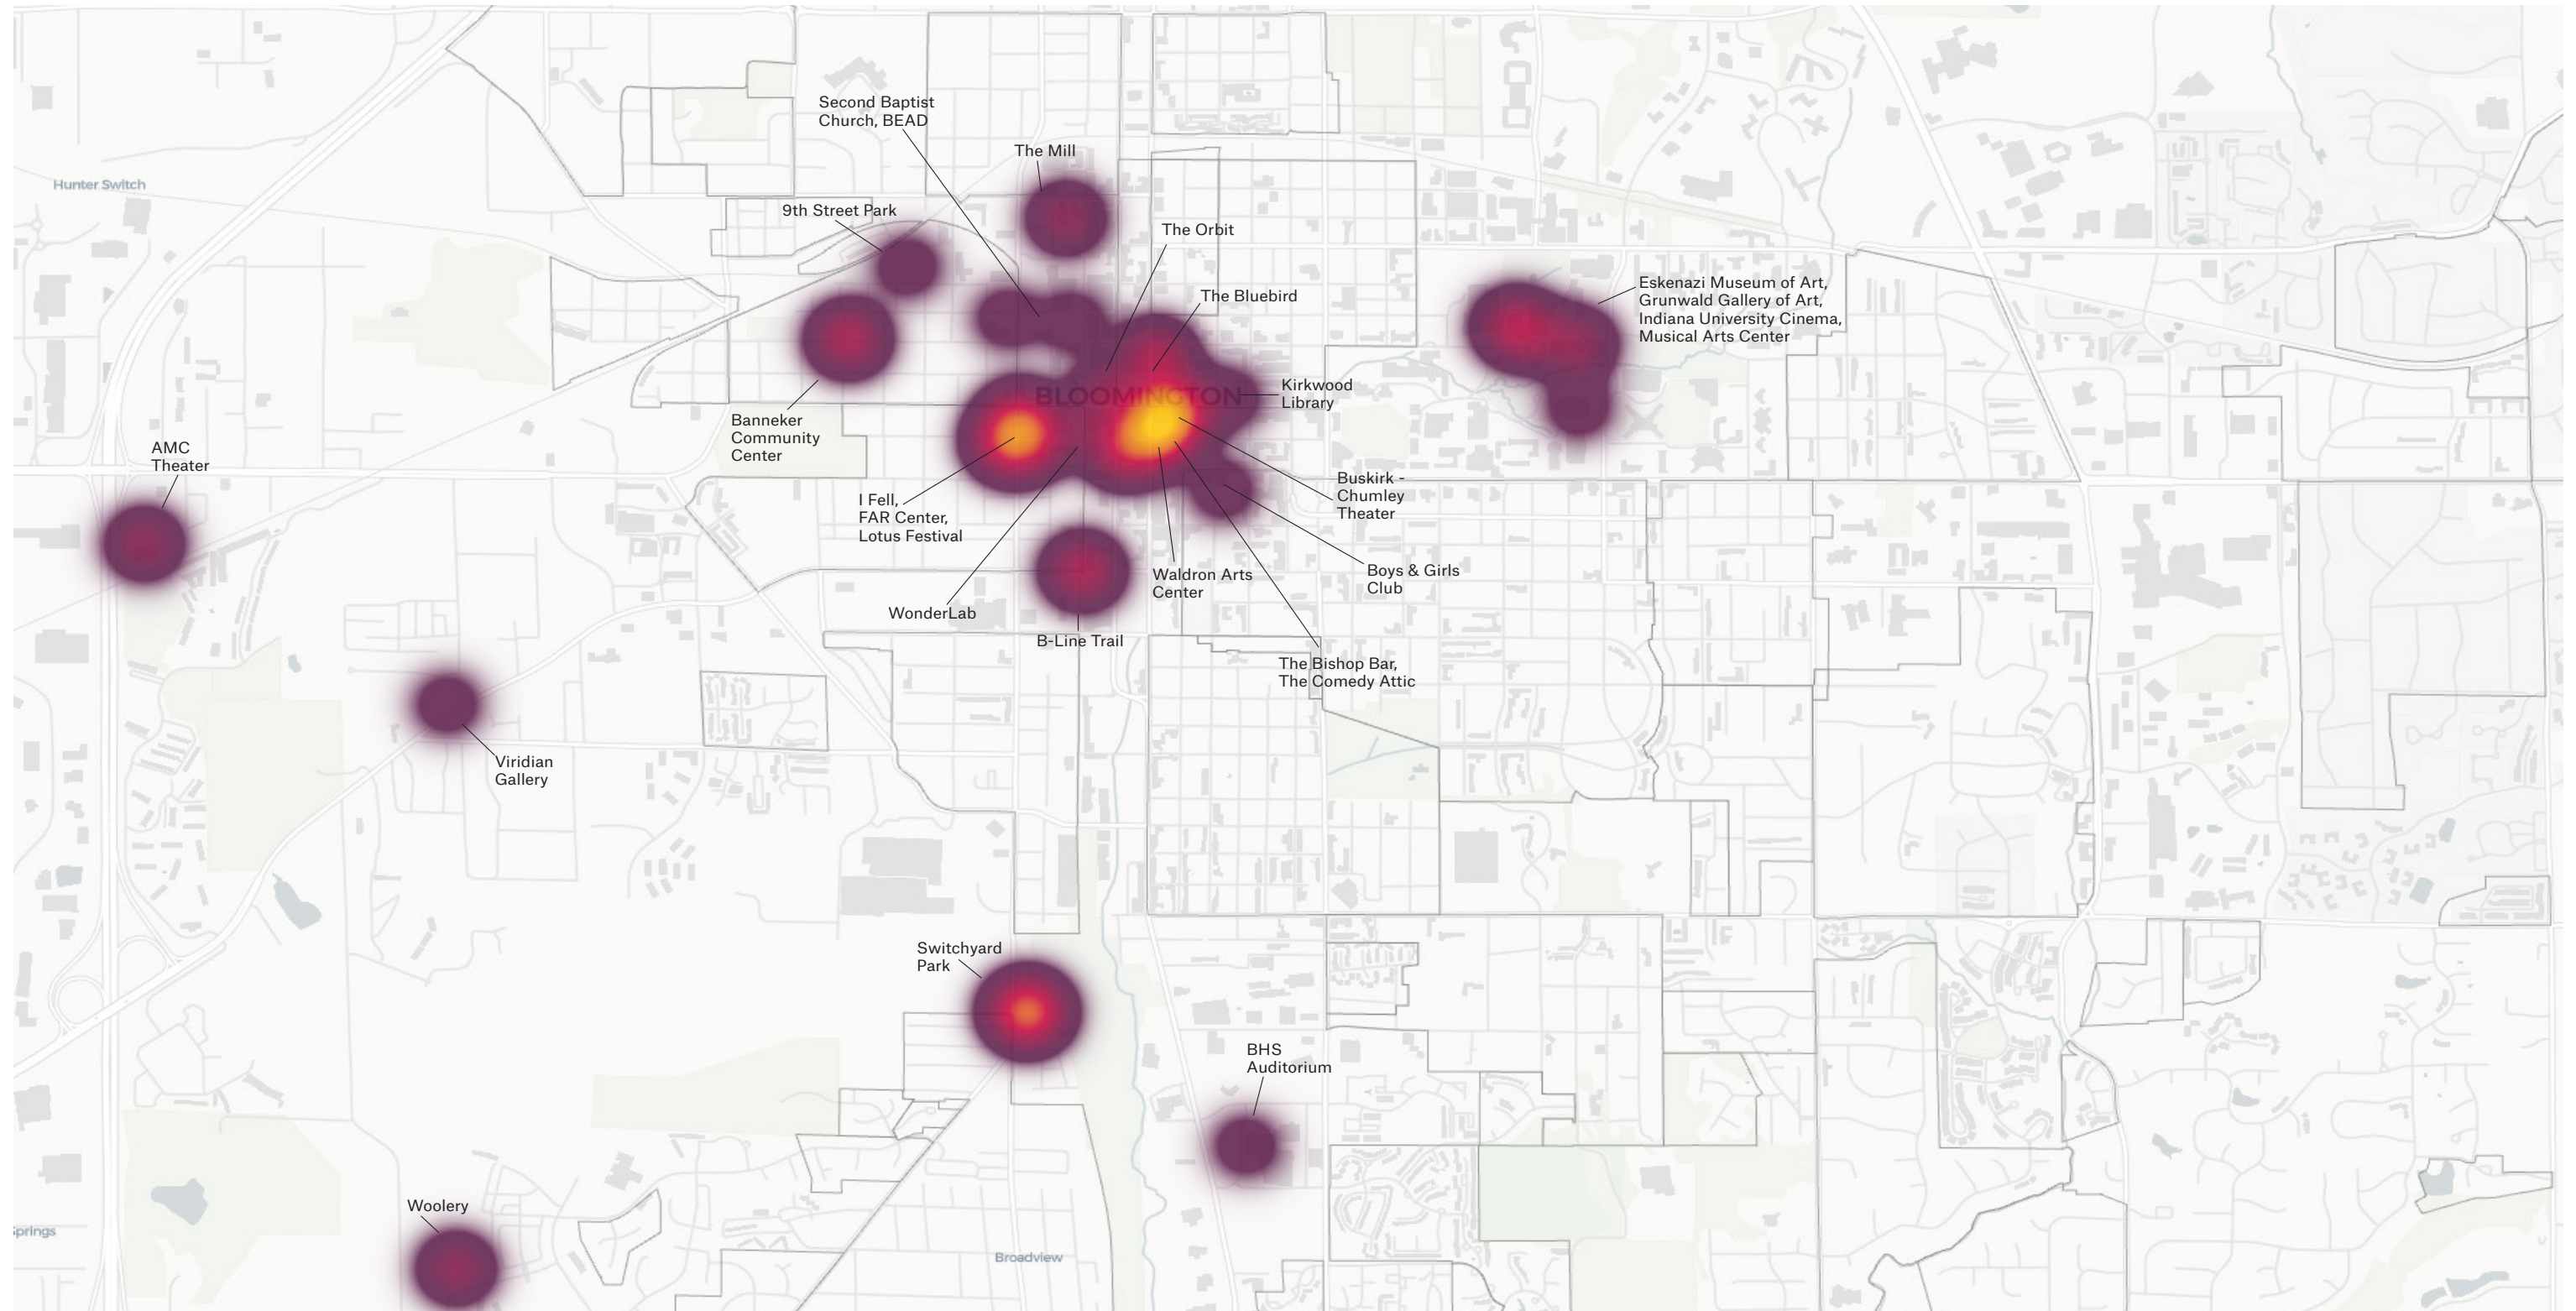 Second Baptist
Church, BEAD
The Mill
Hunter Switch
9th Street Park
The Orbit
The Bluebird
Eskenazi Museum of Art,
Grunwald Gallery of Art,
Indiana University Cinema,
Musical Arts Center
BLOOMINGTON
Kirkwood
Library
Banneker
Community
Center
AMC
Theater
I Fell,
FAR Center,
Lotus Festival
Buskirk -
Chumley
Theater
Waldron Arts
Center
Boys & Girls
Club
WonderLab
B-Line Trail
The Bishop Bar,
The Comedy Attic
Viridian
Gallery
Switchyard
Park
BHS
Auditorium
Woolery
Springs
Broadview